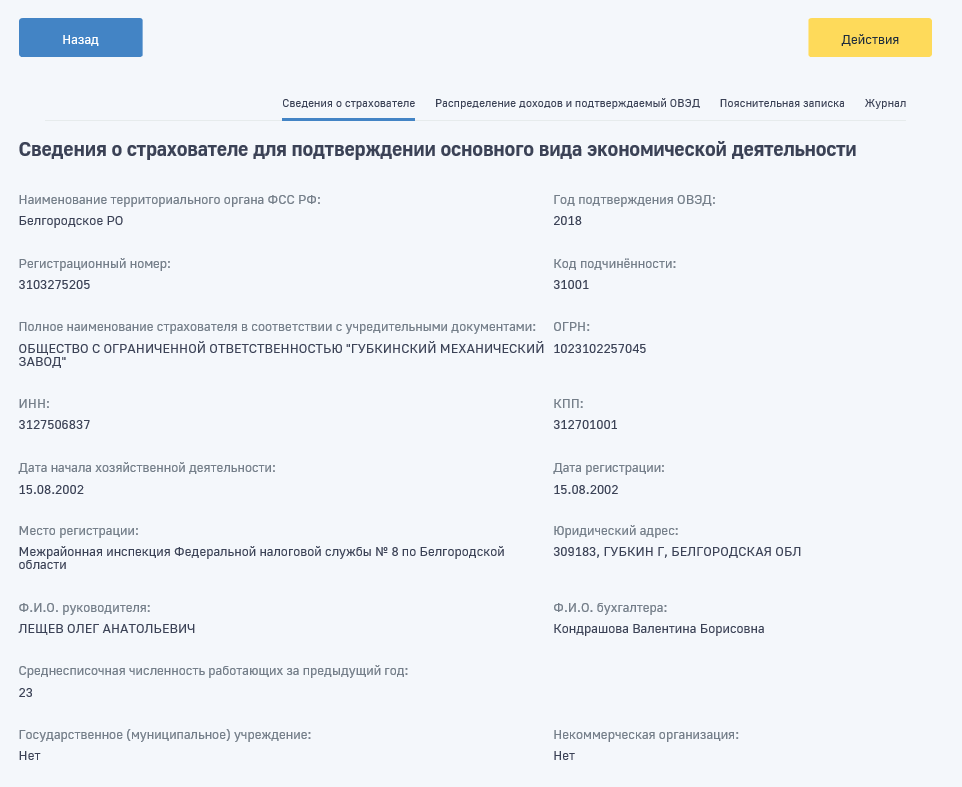 Назад
Действия
Сведения о страхователе
Распределение доходов и подтверждаемый ОВЭД
Пояснительная записка
Журнал
Сведения о страхователе для подтверждении основного вида экономической деятельности
Наименование территориального органа ФСС РФ:
Белгородское РО
Год подтверждения ОВЭД:
2018
Регистрационный номер:
3103275205
Код подчинённости:
31001
Полное наименование страхователя в соответствии с учредительными документами:
ОБЩЕСТВО С ОГРАНИЧЕННОЙ ОТВЕТСТВЕННОСТЬЮ "ГУБКИНСКИЙ МЕХАНИЧЕСКИЙ
ЗАВОД"
ОГРН:
1023102257045
ИНН:
3127506837
КПП:
312701001
Дата начала хозяйственной деятельности:
15.08.2002
Дата регистрации:
15.08.2002
Место регистрации:
Межрайонная инспекция Федеральной налоговой службы № 8 по Белгородской
области
Юридический адрес:
309183, ГУБКИН Г, БЕЛГОРОДСКАЯ ОБЛ
Ф.И.О. руководителя:
ЛЕЩЕВ ОЛЕГ АНАТОЛЬЕВИЧ
Ф.И.О. бухгалтера:
Кондрашова Валентина Борисовна
Среднесписочная численность работающих за предыдущий год:
23
Государственное (муниципальное) учреждение:
Нет
Некоммерческая организация:
Нет